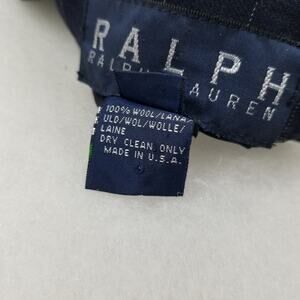 RALPH
RALPH LAUREN
100% WOOL/LANA/
ULD/WOL/WOLLE/
LAINE
DRY CLEAN ONLY
MADE IN U.S.A.